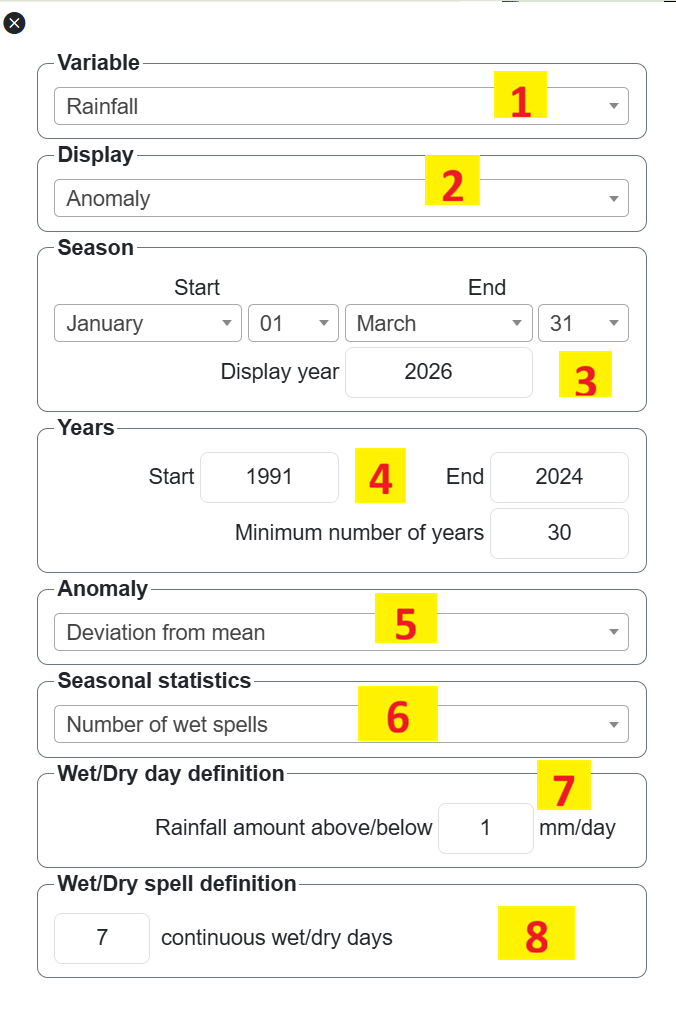 Variable
Rainfall 1
Display
Anomaly 2
Season
Start End
January 01 March 31
Display year 2026 3
Years
Start 1991 4 End 2024
Minimum number of years 30
Anomaly
Deviation from mean 5
Seasonal statistics
Number of wet spells 6
Wet/Dry day definition 7
Rainfall amount above/below 1 mm/day
Wet/Dry spell definition
7 continuous wet/dry days 8